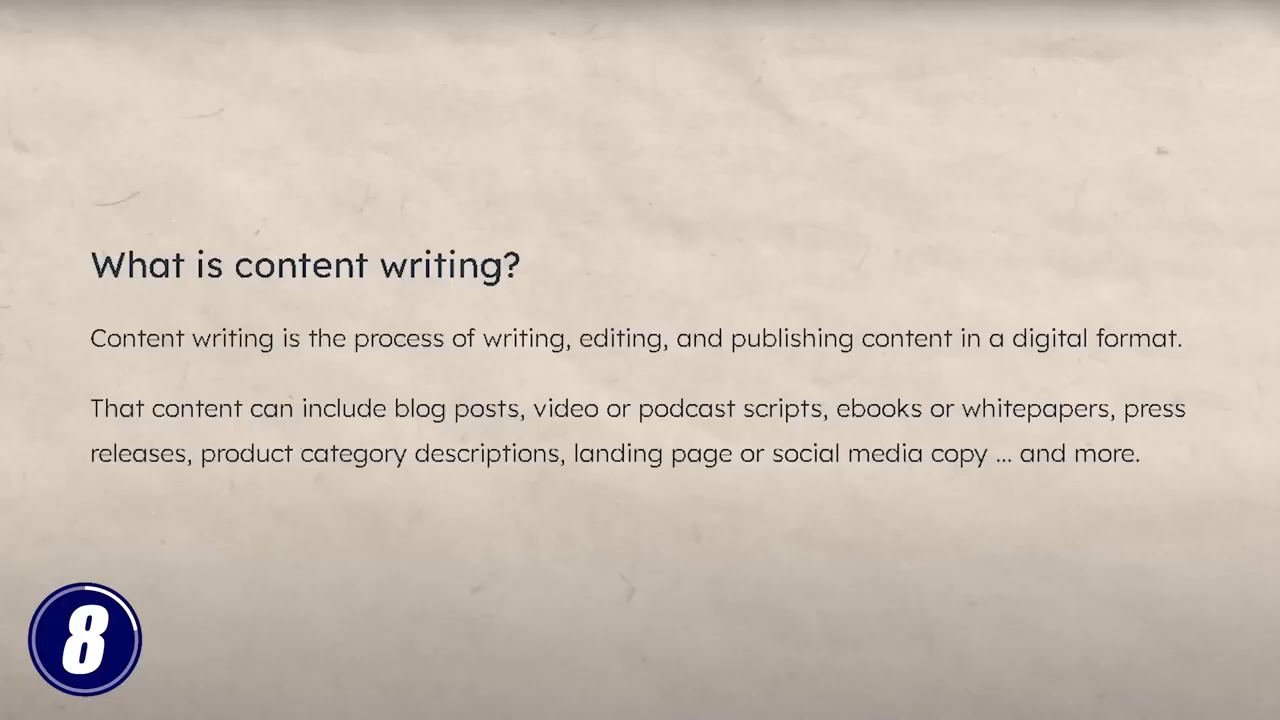 What is content writing?
Content writing is the process of writing, editing, and publishing content in a digital format.
That content can include blog posts, video or podcast scripts, ebooks or whitepapers, press
releases, product category descriptions, landing page or social media copy ... and more.
8